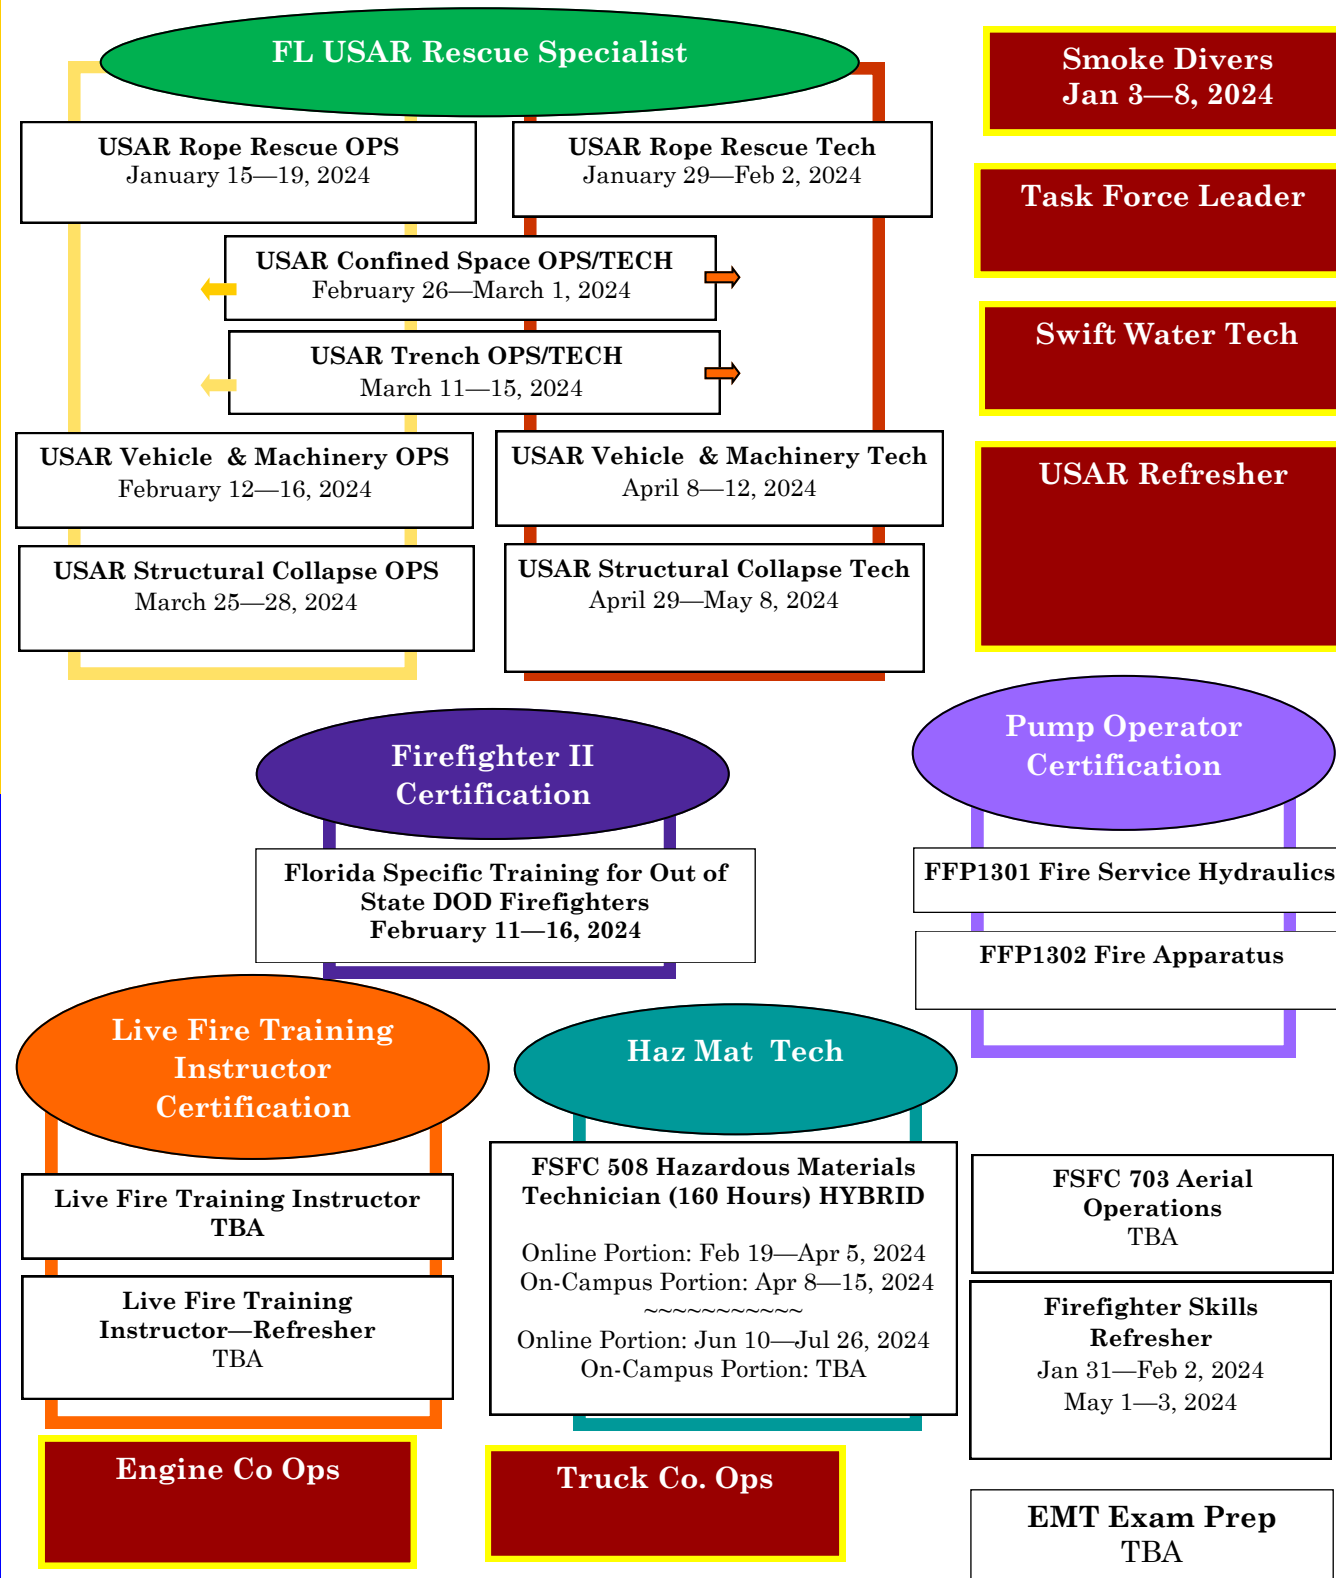 FL USAR Rescue Specialist
USAR Rope Rescue OPS
January 15—19, 2024
USAR Rope Rescue Tech
January 29—Feb 2, 2024
USAR Confined Space OPS/TECH
February 26—March 1, 2024
USAR Trench OPS/TECH
March 11—15, 2024
USAR Vehicle  & Machinery OPS
February 12—16, 2024
USAR Vehicle  & Machinery Tech
April 8—12, 2024
USAR Structural Collapse OPS
March 25—28, 2024
USAR Structural Collapse Tech
April 29—May 8, 2024
Smoke Divers
Jan 3—8, 2024
Task Force Leader
Swift Water Tech
USAR Refresher
Firefighter II
Certification
Florida Specific Training for Out of
State DOD Firefighters
February 11—16, 2024
Pump Operator
Certification
FFP1301 Fire Service Hydraulics
FFP1302 Fire Apparatus
Live Fire Training
Instructor
Certification
Live Fire Training Instructor
TBA
Live Fire Training
Instructor—Refresher
TBA
Haz Mat  Tech
FSFC 508 Hazardous Materials
Technician (160 Hours) HYBRID
Online Portion: Feb 19—Apr 5, 2024
On-Campus Portion: Apr 8—15, 2024
~~~~~~~~~~~
Online Portion: Jun 10—Jul 26, 2024
On-Campus Portion: TBA
FSFC 703 Aerial
Operations
TBA
Firefighter Skills
Refresher
Jan 31—Feb 2, 2024
May 1—3, 2024
Engine Co Ops
Truck Co. Ops
EMT Exam Prep
TBA